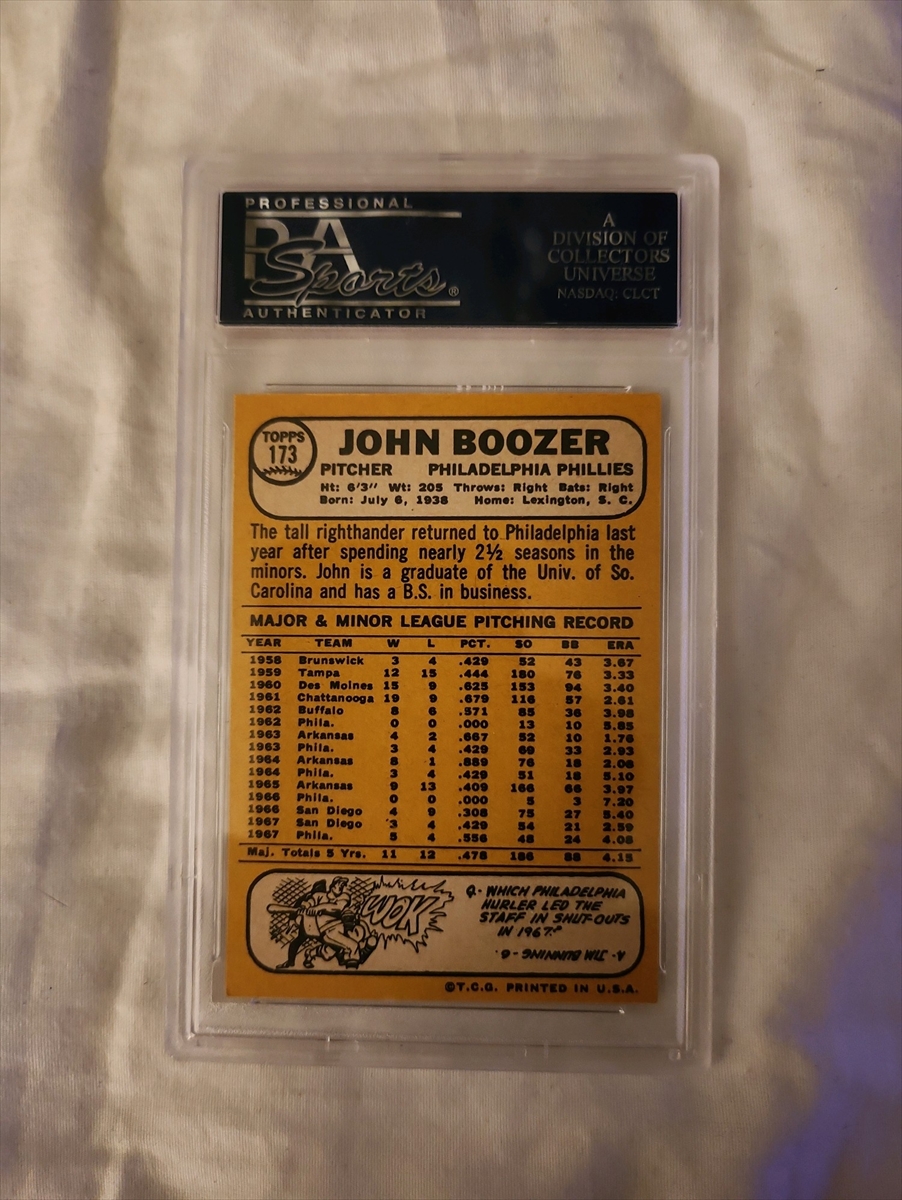 PROFESSIONAL
PSA
Sports®
AUTHENTICATOR
A
DIVISION OF
COLLECTORS
UNIVERSE
NASDAQ: CLCT
TOPPS
173
JOHN BOOZER
PITCHER PHILADELPHIA PHILLIES
Ht: 6'3" Wt: 205 Throws: Right Bats: Right
Born: July 6, 1938 Home: Lexington, S. C.
The tall righthander returned to Philadelphia last
year after spending nearly 2½ seasons in the
minors. John is a graduate of the Univ. of So.
Carolina and has a B.S. in business.
MAJOR & MINOR LEAGUE PITCHING RECORD
YEAR TEAM W L PCT. SO BB ERA
1958 Brunswick 3 4 .429 52 43 3.67
1959 Tampa 12 15 .444 180 76 3.33
1960 Des Moines 15 9 .625 153 94 3.40
1961 Chattanooga 19 9 .679 116 57 2.61
1962 Buffalo 8 6 .571 85 36 3.98
1962 Phila. 0 0 .000 13 10 5.85
1963 Arkansas 4 2 .667 52 10 1.76
1963 Phila. 3 4 .429 69 33 2.93
1964 Arkansas 8 1 .889 76 18 2.06
1964 Phila. 3 4 .429 51 18 5.10
1965 Arkansas 9 13 .409 166 66 3.97
1966 Phila. 0 0 .000 5 3 7.20
1966 San Diego 4 9 .308 75 27 5.40
1967 San Diego 3 4 .429 54 21 2.59
1967 Phila. 5 4 .556 48 24 4.08
Maj. Totals 5 Yrs. 11 12 .478 186 88 4.15
WOK
Q- WHICH PHILADELPHIA
HURLER LED THE
STAFF IN SHUT-OUTS
IN 1967?
A- JIM BUNNING - 6.
©T.C.G. PRINTED IN U.S.A.